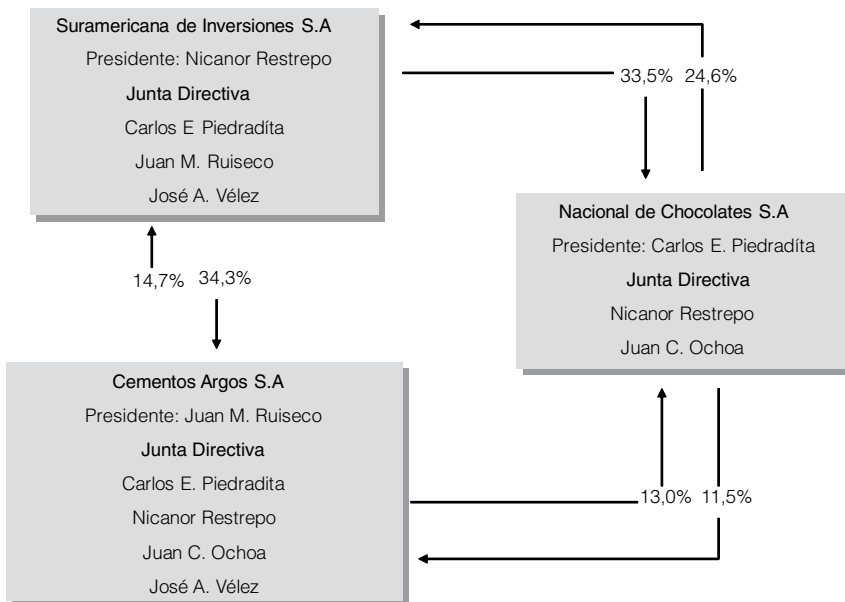 Suramericana de Inversiones S.A
Presidente: Nicanor Restrepo
Junta Directiva
Carlos E Piedradíta
Juan M. Ruiseco
José A. Vélez
33,5% 24,6%
Nacional de Chocolates S.A
Presidente: Carlos E. Piedradíta
Junta Directiva
Nicanor Restrepo
Juan C. Ochoa
14,7% 34,3%
Cementos Argos S.A
Presidente: Juan M. Ruiseco
Junta Directiva
Carlos E. Piedradita
Nicanor Restrepo
Juan C. Ochoa
José A. Vélez
13,0% 11,5%